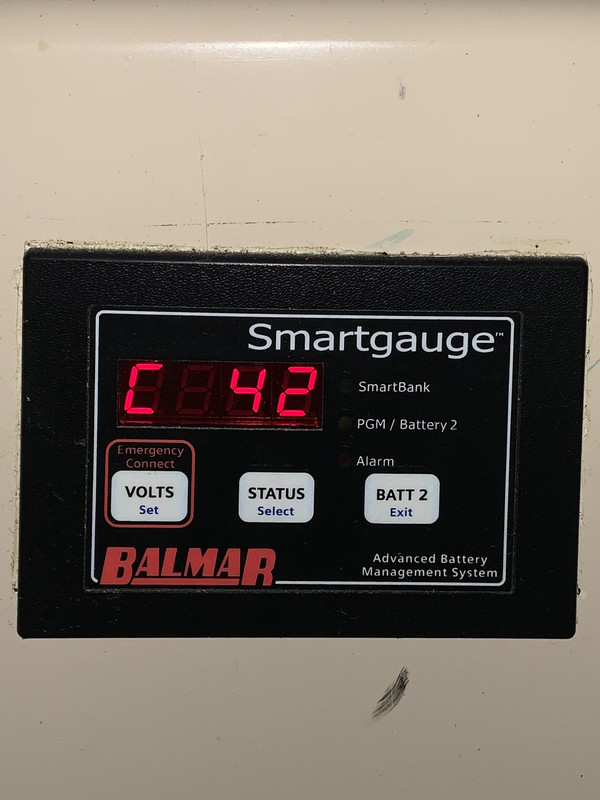 Smartgauge™
C 42
SmartBank
PGM / Battery 2
Alarm
Emergency
Connect
VOLTS
Set
STATUS
Select
BATT 2
Exit
BALMAR
Advanced Battery
Management System